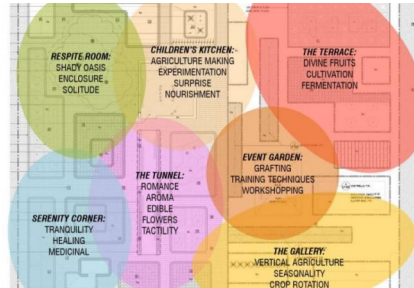 RESPITE ROOM:
SHADY OASIS
ENCLOSURE
SOLITUDE
CHILDREN'S KITCHEN:
AGRICULTURE MAKING
EXPERIMENTATION
SURPRISE
NOURISHMENT
THE TERRACE:
DIVINE FRUITS
CULTIVATION
FERMENTATION
EVENT GARDEN:
GRAFTING
TRAINING TECHNIQUES
WORKSHOPPING
THE TUNNEL:
ROMANCE
AROMA
EDIBLE
FLOWERS
TACTILITY
SERENITY CORNER:
TRANQUILITY
HEALING
MEDICINAL
THE GALLERY:
VERTICAL AGRICULTURE
SEASONALITY
CROP ROTATION